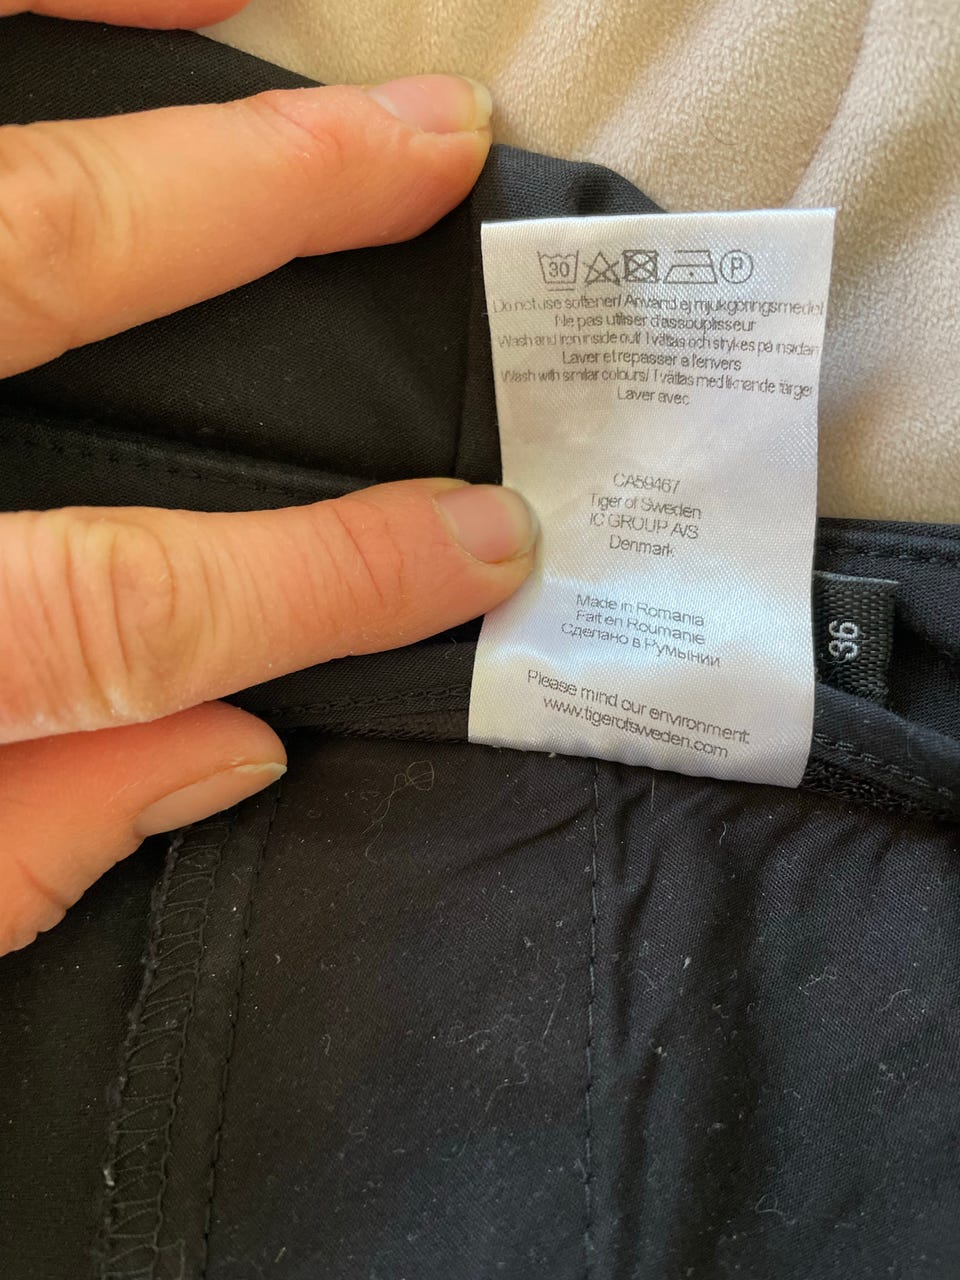 30 P
Do not use softener/ Använd ej mjukgöringsmedel
Ne pas utiliser d'assouplisseur
Wash and iron inside out/ Tvättas och strykes på insidan
Laver et repasser a l'envers
Wash with similar colours/ Tvättas med liknande färger
Laver avec
CA59467
Tiger of Sweden
IC GROUP A/S
Denmark
Made in Romania
Fait en Roumanie
Сделано в Румынии
Please mind our environment
www.tigerofsweden.com
36